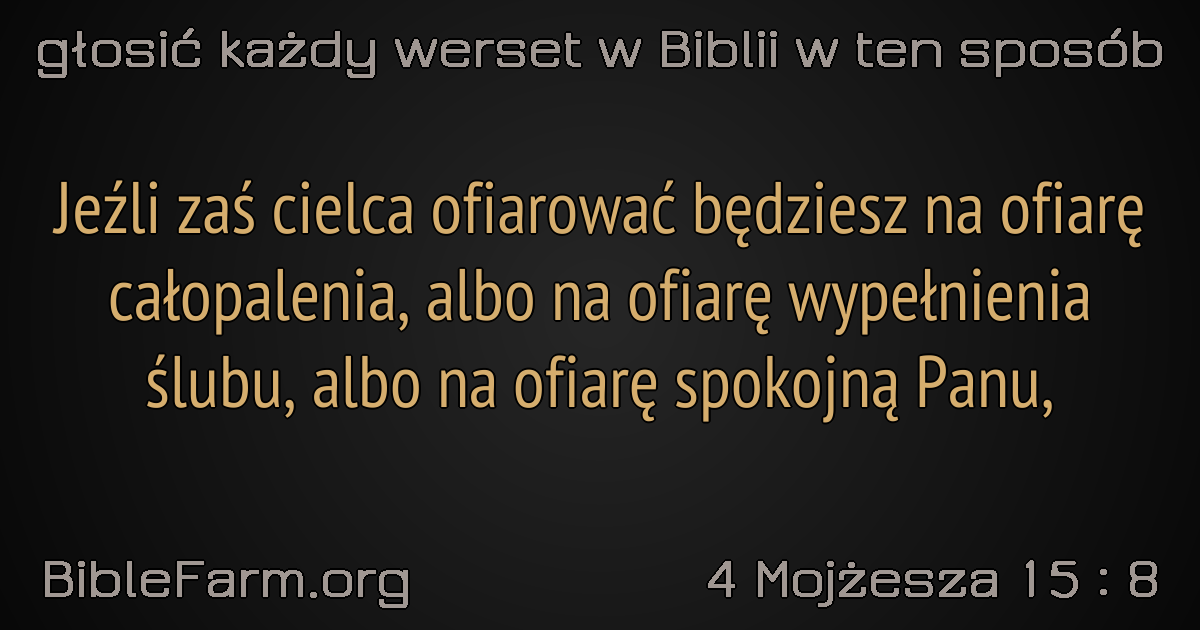 głosić każdy werset w Biblii w ten sposób
Jeźli zaś cielca ofiarować będziesz na ofiarę
całopalenia, albo na ofiarę wypełnienia
ślubu, albo na ofiarę spokojną Panu,
BibleFarm.org
4 Mojżesza 15 : 8